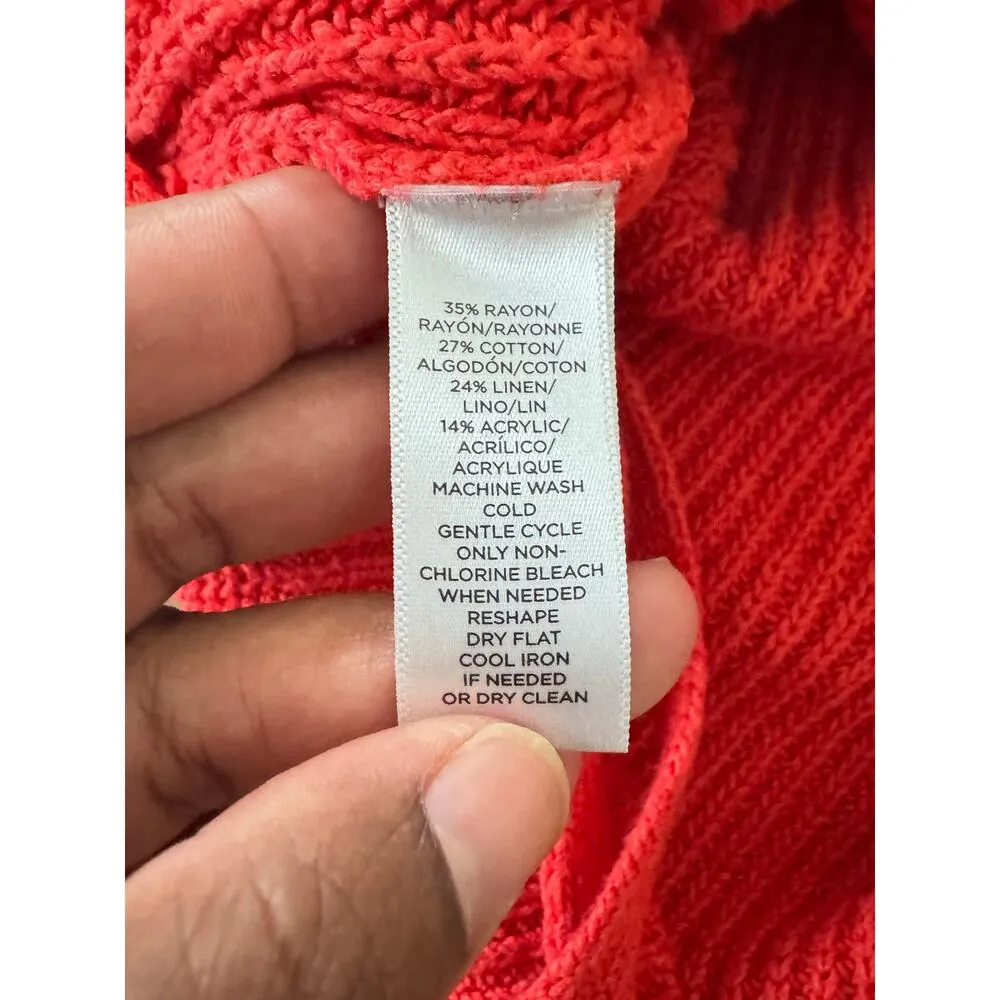 35% RAYON/
RAYÓN/RAYONNE
27% COTTON/
ALGODÓN/COTON
24% LINEN/
LINO/LIN
14% ACRYLIC/
ACRÍLICO/
ACRYLIQUE
MACHINE WASH
COLD
GENTLE CYCLE
ONLY NON-
CHLORINE BLEACH
WHEN NEEDED
RESHAPE
DRY FLAT
COOL IRON
IF NEEDED
OR DRY CLEAN